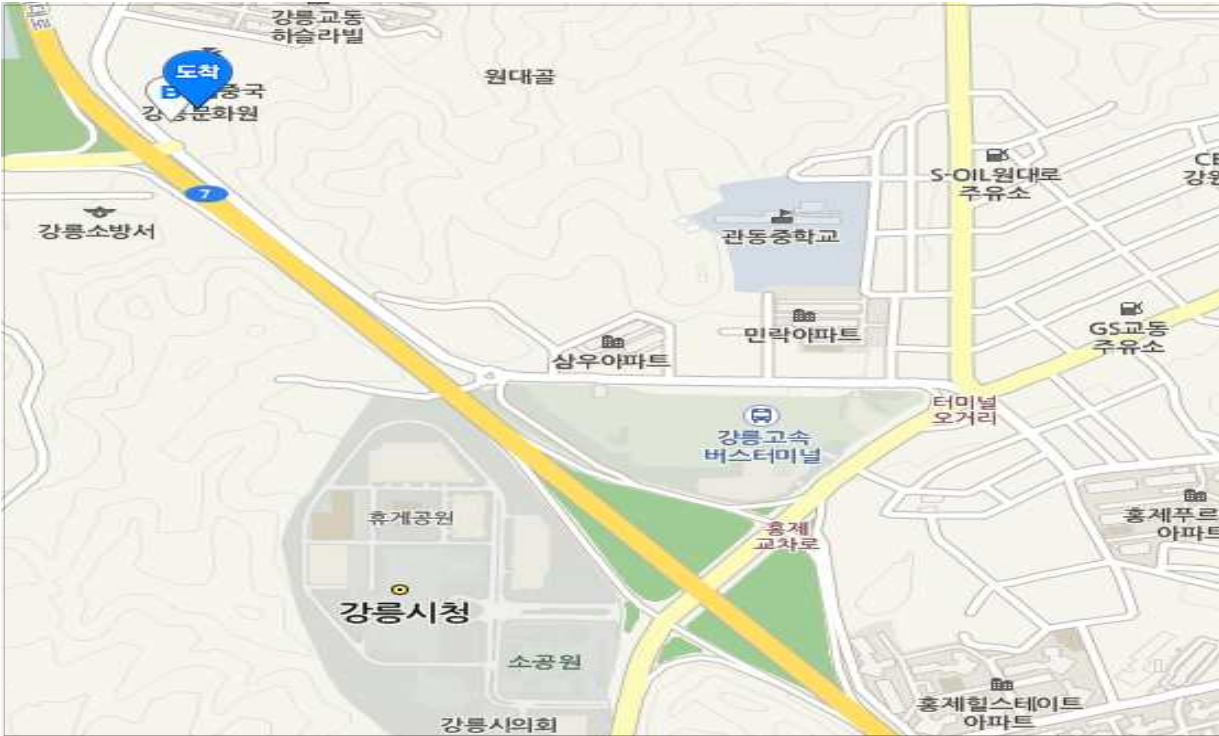 대로
강릉교동
하슬라빌
도착
중국
강릉문화원
원대골
7
강릉소방서
S-OIL원대로
주유소
관동중학교
GS교동
주유소
민락아파트
삼우아파트
터미널
오거리
강릉고속
버스터미널
휴게공원
홍제
교차로
홍제푸르
아파트
강릉시청
소공원
강릉시의회
홍제힐스테이트
아파트